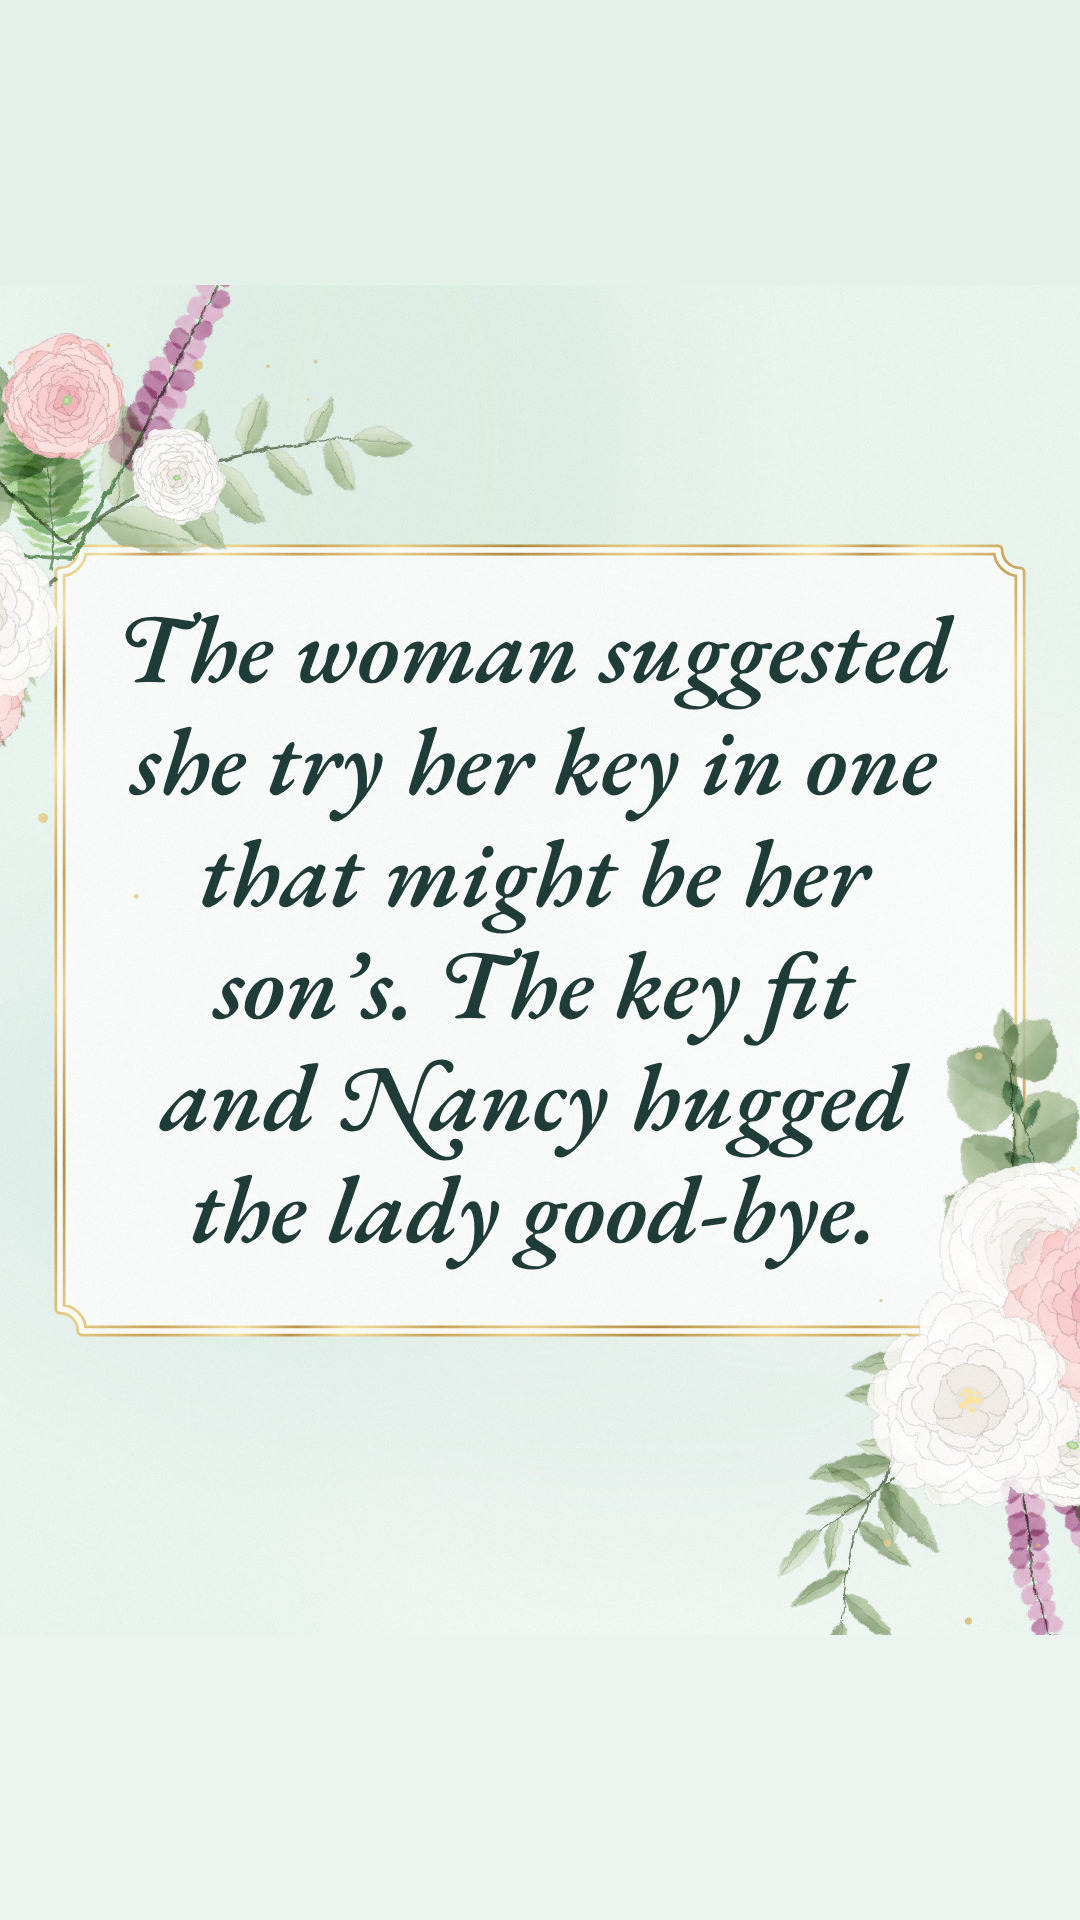 The woman suggested
she try her key in one
that might be her
son’s. The key fit
and Nancy hugged
the lady good-bye.